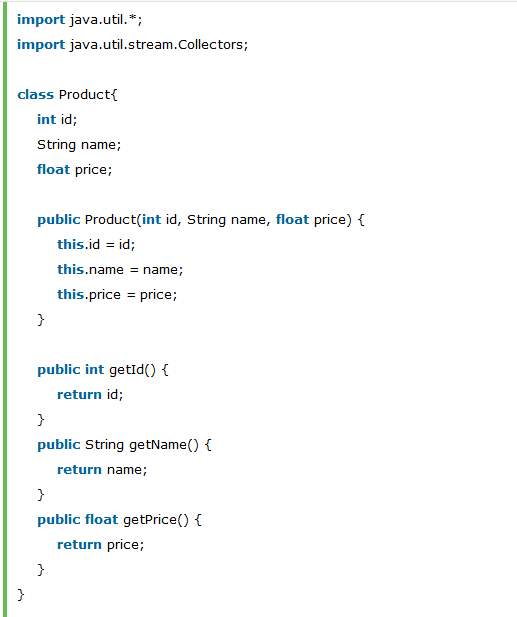 import java.util.*;
import java.util.stream.Collectors;
class Product{
int id;
String name;
float price;
public Product(int id, String name, float price) {
this.id = id;
this.name = name;
this.price = price;
}
public int getId() {
return id;
}
public String getName() {
return name;
}
public float getPrice() {
return price;
}
}